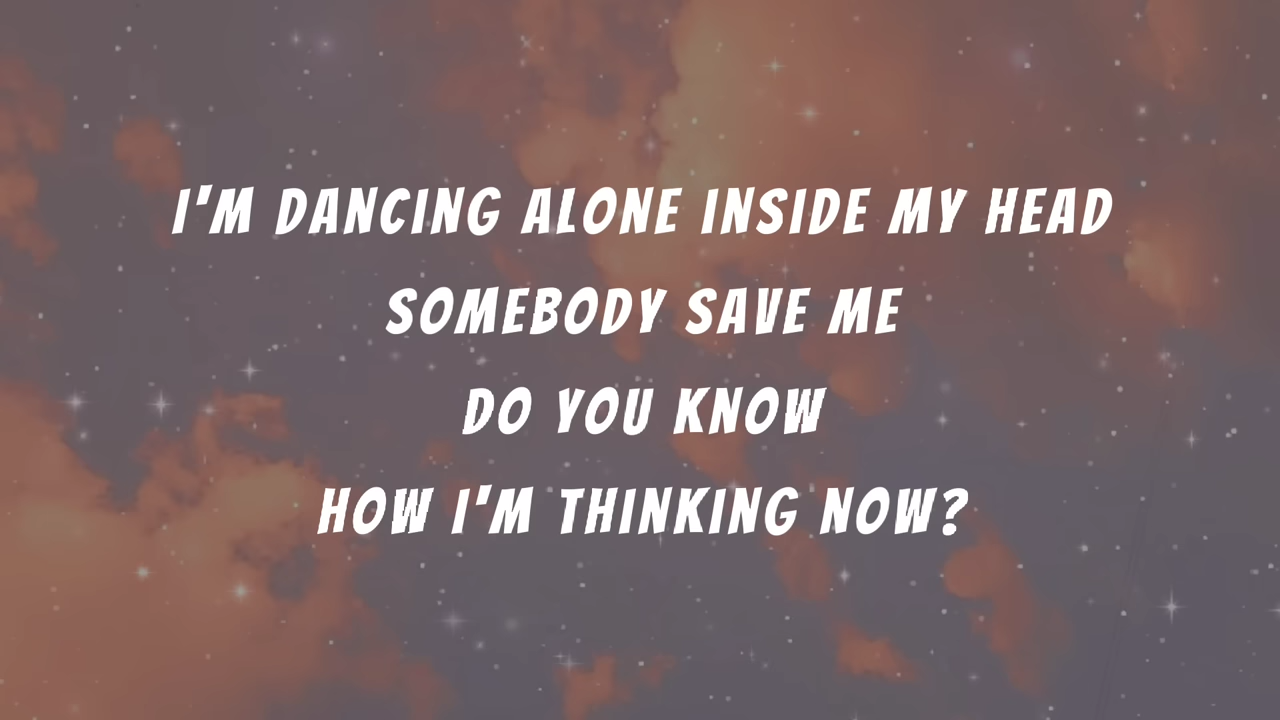 I'M DANCING ALONE INSIDE MY HEAD
SOMEBODY SAVE ME
DO YOU KNOW
HOW I'M THINKING NOW?